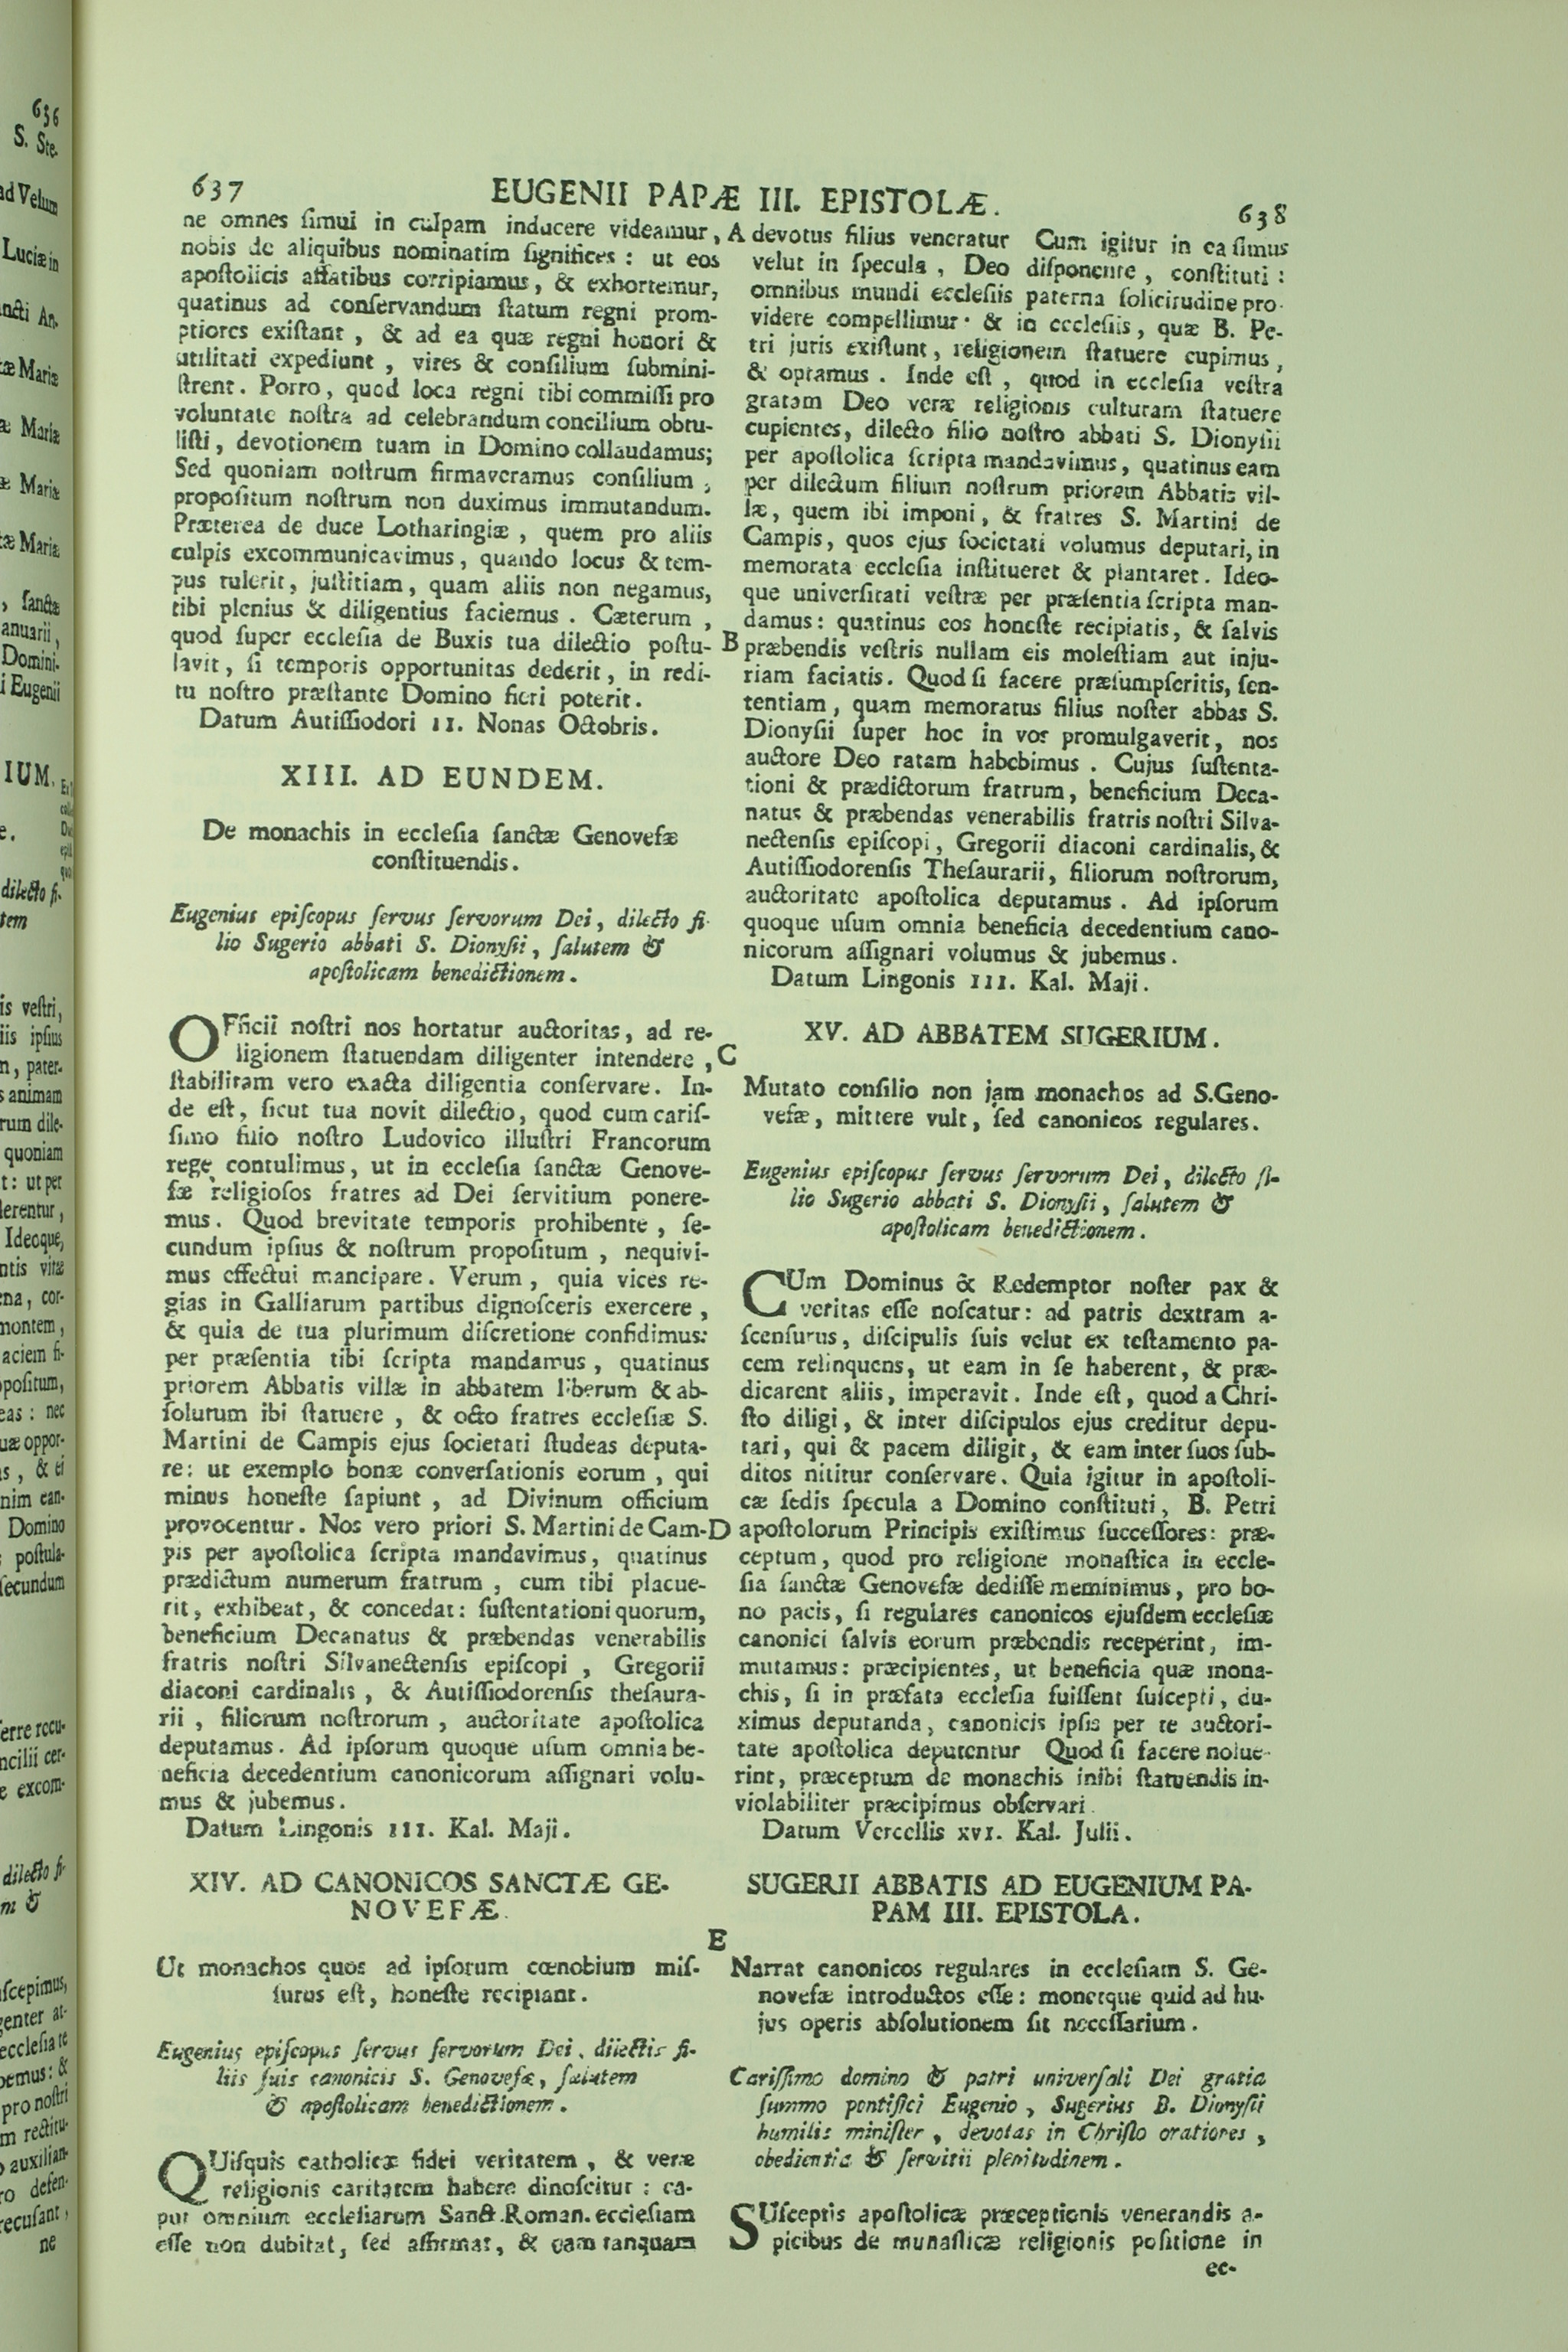 637
EUGENII PAPÆ III. EPISTOLÆ.
638
ne omnes ſimul in culpam inducere videamur,
nobis de aliquibus nominatim ſignifices : ut eos
apoſtolicis affatibus corripiamus, & exhortemur,
quatinus ad conſervandum ſtatum regni prom-
ptiores exiſtant, & ad ea quæ regni honori &
utilitati expediunt, vires & conſilium ſubmini-
ſtrent. Porro, quod loca regni tibi commiſſi pro
voluntate noſtra ad celebrandum concilium obtu-
liſti, devotionem tuam in Domino collaudamus;
Sed quoniam noſtrum firmaveramus conſilium ;
propoſitum noſtrum non duximus immutandum.
Præterea de duce Lotharingiæ, quem pro aliis
culpis excommunicavimus, quando locus & tem-
pus tulerit, juſtitiam, quam aliis non negamus,
tibi plenius & diligentius faciemus. Cæterum,
quod ſuper eccleſia de Buxis tua dilectio poſtu-
lavit, ſi temporis opportunitas dederit, in redi-
tu noſtro præſtante Domino fieri poterit.
Datum Autiſſiodori II. Nonas Octobris.
XIII. AD EUNDEM.
De monachis in eccleſia ſanctæ Genovefæ
conſtituendis.
Eugenius epiſcopus ſervus ſervorum Dei, dilecto fi-
lio Sugerio abbati S. Dionyſii, ſalutem &
apoſtolicam benedictionem.
OFficii noſtri nos hortatur auctoritas, ad re-
ligionem ſtatuendam diligenter intendere,
ſtabilitam vero exacta diligentia conſervare. In-
de eſt, ſicut tua novit dilectio, quod cum cariſ-
ſimo filio noſtro Ludovico illuſtri Francorum
rege contulimus, ut in eccleſia ſanctæ Genove-
fæ religioſos fratres ad Dei ſervitium ponere-
mus. Quod brevitate temporis prohibente, ſe-
cundum ipſius & noſtrum propoſitum, nequivi-
mus effectui mancipare. Verum, quia vices re-
gias in Galliarum partibus dignoſceris exercere,
& quia de tua plurimum diſcretione confidimus:
per præſentia tibi ſcripta mandamus, quatinus
priorem Abbatis villæ in abbatem liberum & ab-
ſolutum ibi ſtatuere, & octo fratres eccleſiæ S.
Martini de Campis ejus ſocietati ſtudeas deputa-
re: ut exemplo bonæ converſationis eorum, qui
minus honeſte ſapiunt, ad Divinum officium
provocentur. Nos vero priori S. Martini de Cam-
pis per apoſtolica ſcripta mandavimus, quatinus
prædictum numerum fratrum, cum tibi placue-
rit, exhibeat, & concedat: ſuſtentationi quorum,
beneficium Decanatus & præbendas venerabilis
fratris noſtri Silvanectenſis epiſcopi, Gregorii
diaconi cardinalis, & Autiſſiodorenſis theſaura-
rii, filiorum noſtrorum, auctoritate apoſtolica
deputamus. Ad ipſorum quoque uſum omnia be-
neficia decedentium canonicorum aſſignari volu-
mus & jubemus.
Datum Lingonis III. Kal. Maji.
XIV. AD CANONICOS SANCTÆ GE-
NOVEFÆ.
Ut monachos quos ad ipſorum cœnobium miſ-
ſurus eſt, honeſte recipiant.
Eugenius epiſcopus ſervus ſervorum Dei, dilectis fi-
liis ſuis canonicis S. Genovefæ, ſalutem
& apoſtolicam benedictionem.
QUiſquis catholicæ fidei veritatem, & veræ
religionis caritatem habere dinoſcitur : ca-
put omnium eccleſiarum Sanct. Roman. eccleſiam
eſſe non dubitat, ſed affirmat, & eam tanquam
A
B
C
D
E
devotus filius veneratur Cum igitur in ea ſimus
velut in ſpecula, Deo diſponente, conſtituti :
omnibus mundi eccleſiis paterna ſolicitudine pro-
videre compellimur· & in eccleſiis, quæ B. Pe-
tri juris exiſtunt, religionem ſtatuere cupimus,
& optamus. Inde eſt, quod in eccleſia veſtra
gratam Deo veræ religionis culturam ſtatuere
cupientes, dilecto filio noſtro abbati S. Dionyſii
per apoſtolica ſcripta mandavimus, quatinus eam
per dilectum filium noſtrum priorem Abbatis vil-
læ, quem ibi imponi, & fratres S. Martini de
Campis, quos ejus ſocietati volumus deputari, in
memorata eccleſia inſtitueret & plantaret. Ideo-
que univerſitati veſtræ per præſentia ſcripta man-
damus: quatinus eos honeſte recipiatis, & ſalvis
præbendis veſtris nullam eis moleſtiam aut inju-
riam faciatis. Quod ſi facere præſumpſeritis, ſen-
tentiam, quam memoratus filius noſter abbas S.
Dionyſii ſuper hoc in vos promulgaverit, nos
auctore Deo ratam habebimus. Cujus ſuſtenta-
tioni & prædictorum fratrum, beneficium Deca-
natus & præbendas venerabilis fratris noſtri Silva-
nectenſis epiſcopi, Gregorii diaconi cardinalis, &
Autiſſiodorenſis Theſaurarii, filiorum noſtrorum,
auctoritate apoſtolica deputamus. Ad ipſorum
quoque uſum omnia beneficia decedentium cano-
nicorum aſſignari volumus & jubemus.
Datum Lingonis III. Kal. Maji.
XV. AD ABBATEM SUGERIUM.
Mutato conſilio non jam monachos ad S. Geno-
vefæ, mittere vult, ſed canonicos regulares.
Eugenius epiſcopus ſervus ſervorum Dei, dilecto fi-
lio Sugerio abbati S. Dionyſii, ſalutem &
apoſtolicam benedictionem.
CUm Dominus & Redemptor noſter pax &
veritas eſſe noſcatur: ad patris dextram a-
ſcenſurus, diſcipulis ſuis velut ex teſtamento pa-
cem relinquens, ut eam in ſe haberent, & præ-
dicarent aliis, imperavit. Inde eſt, quod a Chri-
ſto diligi, & inter diſcipulos ejus creditur depu-
tari, qui & pacem diligit, & eam inter ſuos ſub-
ditos nititur conſervare. Quia igitur in apoſtoli-
cæ ſedis ſpecula a Domino conſtituti, B. Petri
apoſtolorum Principis exiſtimus ſucceſſores: præ-
ceptum, quod pro religione monaſtica in eccle-
ſia ſanctæ Genovefæ dediſſe meminimus, pro bo-
no pacis, ſi regulares canonicos ejuſdem eccleſiæ
canonici ſalvis eorum præbendis receperint, im-
mutamus: præcipientes, ut beneficia quæ mona-
chis, ſi in præfata eccleſia fuiſſent ſuſcepti, du-
ximus deputanda, canonicis ipſis per te auctori-
tate apoſtolica deputentur Quod ſi facere nolue-
rint, præceptum de monachis inibi ſtatuendis in-
violabiliter præcipimus obſervari.
Datum Vercellis XVI. Kal. Julii.
SUGERII ABBATIS AD EUGENIUM PA-
PAM III. EPISTOLA.
Narrat canonicos regulares in eccleſiam S. Ge-
novefæ introductos eſſe: monetque quid ad hu-
jus operis abſolutionem ſit neceſſarium.
Cariſſimo domino & patri univerſali Dei gratia
ſummo pontifici Eugenio, Sugerius B. Dionyſii
humilis miniſter, devotas in Chriſto orationes,
obedientia & ſervitii plenitudinem.
SUſceptis apoſtolicæ præceptionis venerandis a-
picibus de munaſticæ religionis poſitione in
ec-